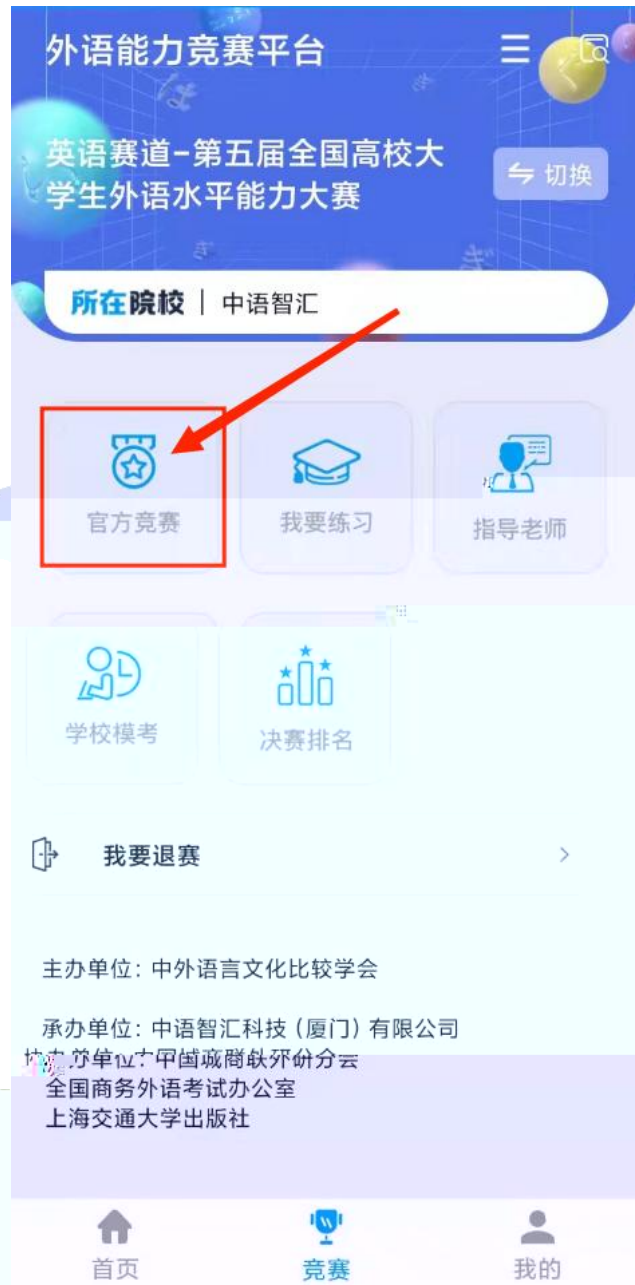 外语能力竞赛平台
英语赛道-第五届全国高校大
学生外语水平能力大赛
切换
所在院校｜中语智汇
官方竞赛
我要练习
指导老师
学校模考
决赛排名
我要退赛
主办单位：中外语言文化比较学会
承办单位：中语智汇科技（厦门）有限公司
全国商务外语考试办公室
上海交通大学出版社
首页
竞赛
我的